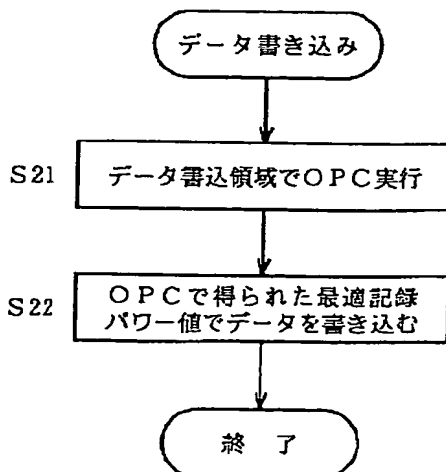 データ書き込み
S21
データ書込領域でOPC実行
S22
OPCで得られた最適記録
パワー値でデータを書き込む
終 了